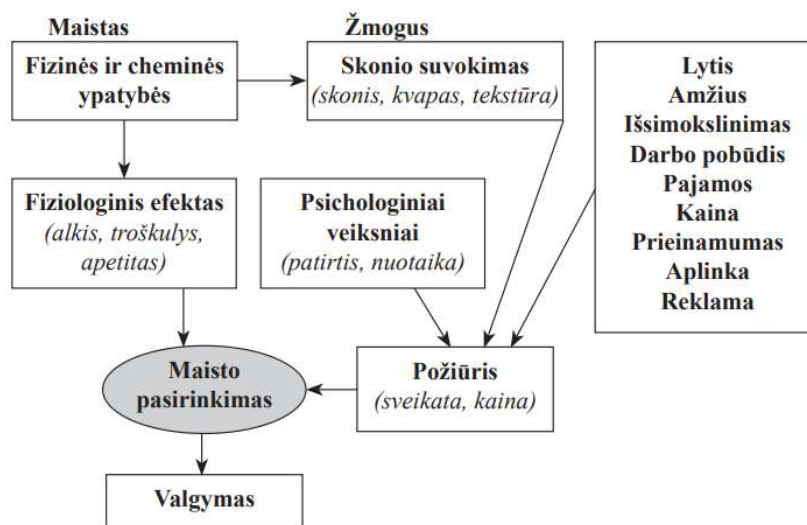 Maistas
Žmogus
Fizinės ir cheminės
ypatybės
Skonio suvokimas
(skonis, kvapas, tekstūra)
Lytis
Amžius
Išsimokslinimas
Darbo pobūdis
Pajamos
Kaina
Prieinamumas
Aplinka
Reklama
Fiziologinis efektas
(alkis, troškulys,
apetitas)
Psichologiniai
veiksniai
(patirtis, nuotaika)
Maisto
pasirinkimas
Požiūris
(sveikata, kaina)
Valgymas